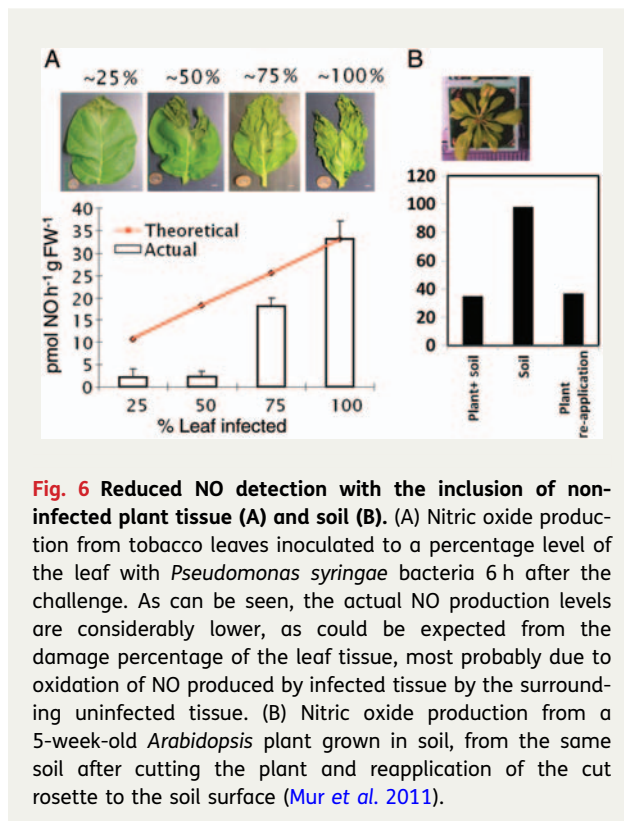 A
B
~25% ~50% ~75% ~100%
40
35
30
25
20
15
10
5
0
pmol NO h-1 g FW-1
Theoretical
Actual
25 50 75 100
% Leaf infected
120
100
80
60
40
20
0
Plant+ soil
Soil
Plant
re-application
Fig. 6 Reduced NO detection with the inclusion of non-
infected plant tissue (A) and soil (B). (A) Nitric oxide produc-
tion from tobacco leaves inoculated to a percentage level of
the leaf with Pseudomonas syringae bacteria 6 h after the
challenge. As can be seen, the actual NO production levels
are considerably lower, as could be expected from the
damage percentage of the leaf tissue, most probably due to
oxidation of NO produced by infected tissue by the surround-
ing uninfected tissue. (B) Nitric oxide production from a
5-week-old Arabidopsis plant grown in soil, from the same
soil after cutting the plant and reapplication of the cut
rosette to the soil surface (Mur et al. 2011).